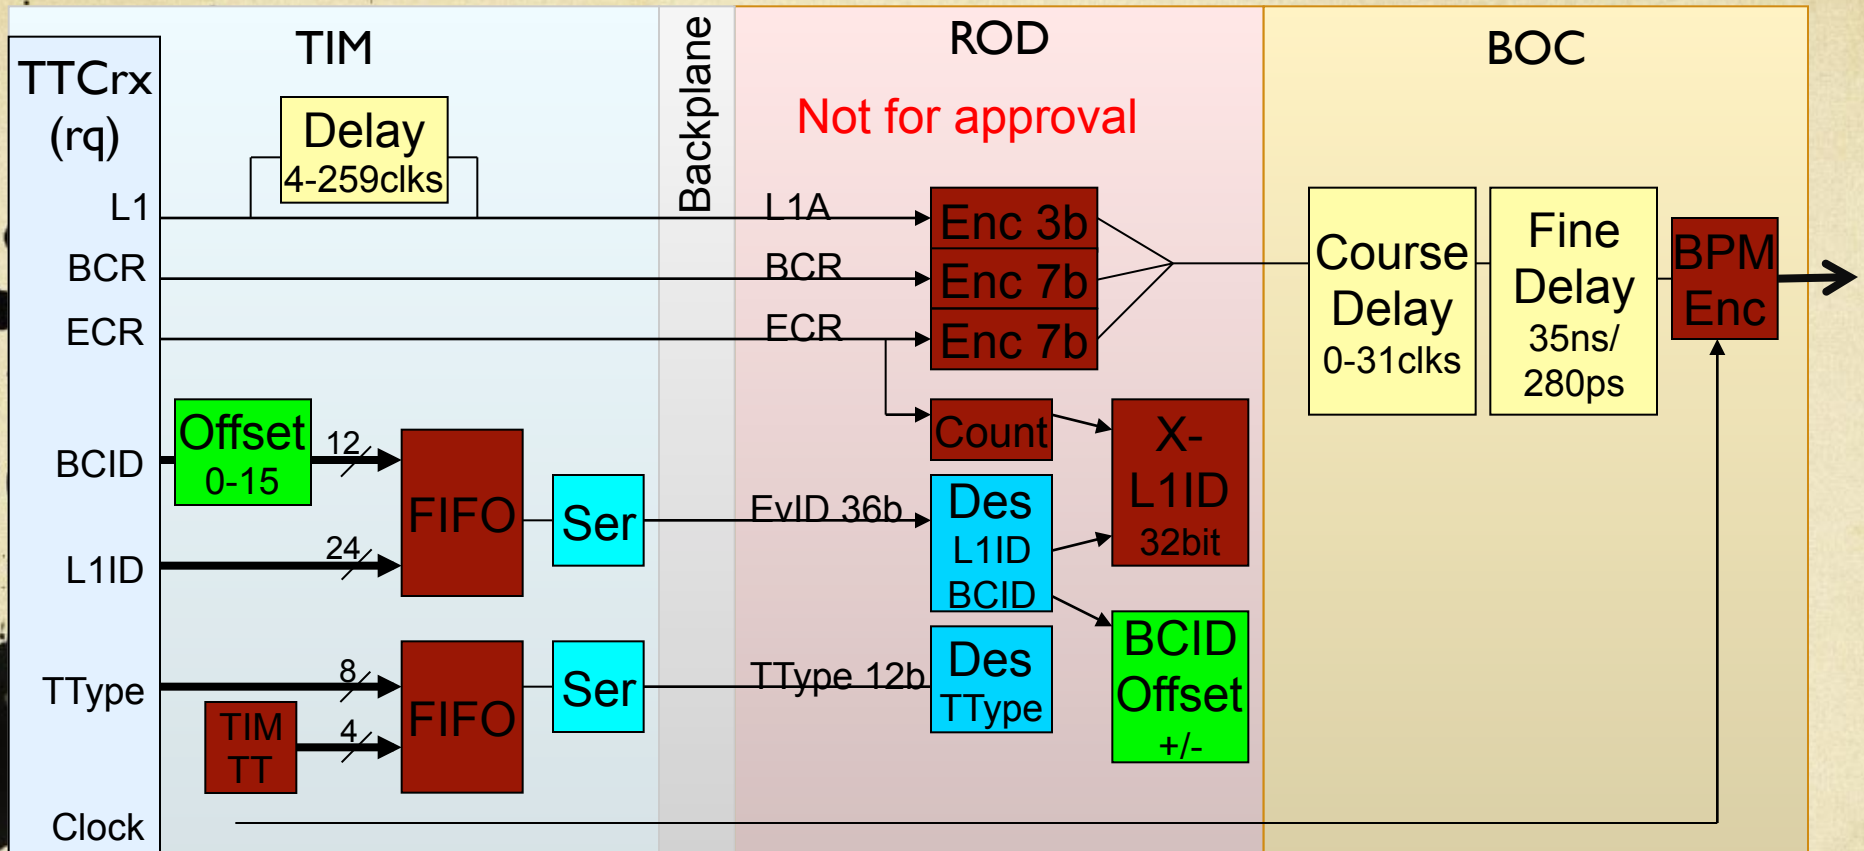 TIM
Backplane
ROD
BOC
TTCrx
(rq)
Not for approval
Delay
4-259clks
L1
L1A
Enc 3b
BCR
BCR
Enc 7b
ECR
ECR
Enc 7b
Course
Delay
0-31clks
Fine
Delay
35ns/
280ps
BPM
Enc
BCID
Offset
0-15
12
L1ID
24
FIFO
Ser
EvID 36b
Count
Des
L1ID
BCID
X-
L1ID
32bit
BCID
Offset
+/-
TType
8
TIM
TT
4
FIFO
Ser
TType 12b
Des
TType
Clock